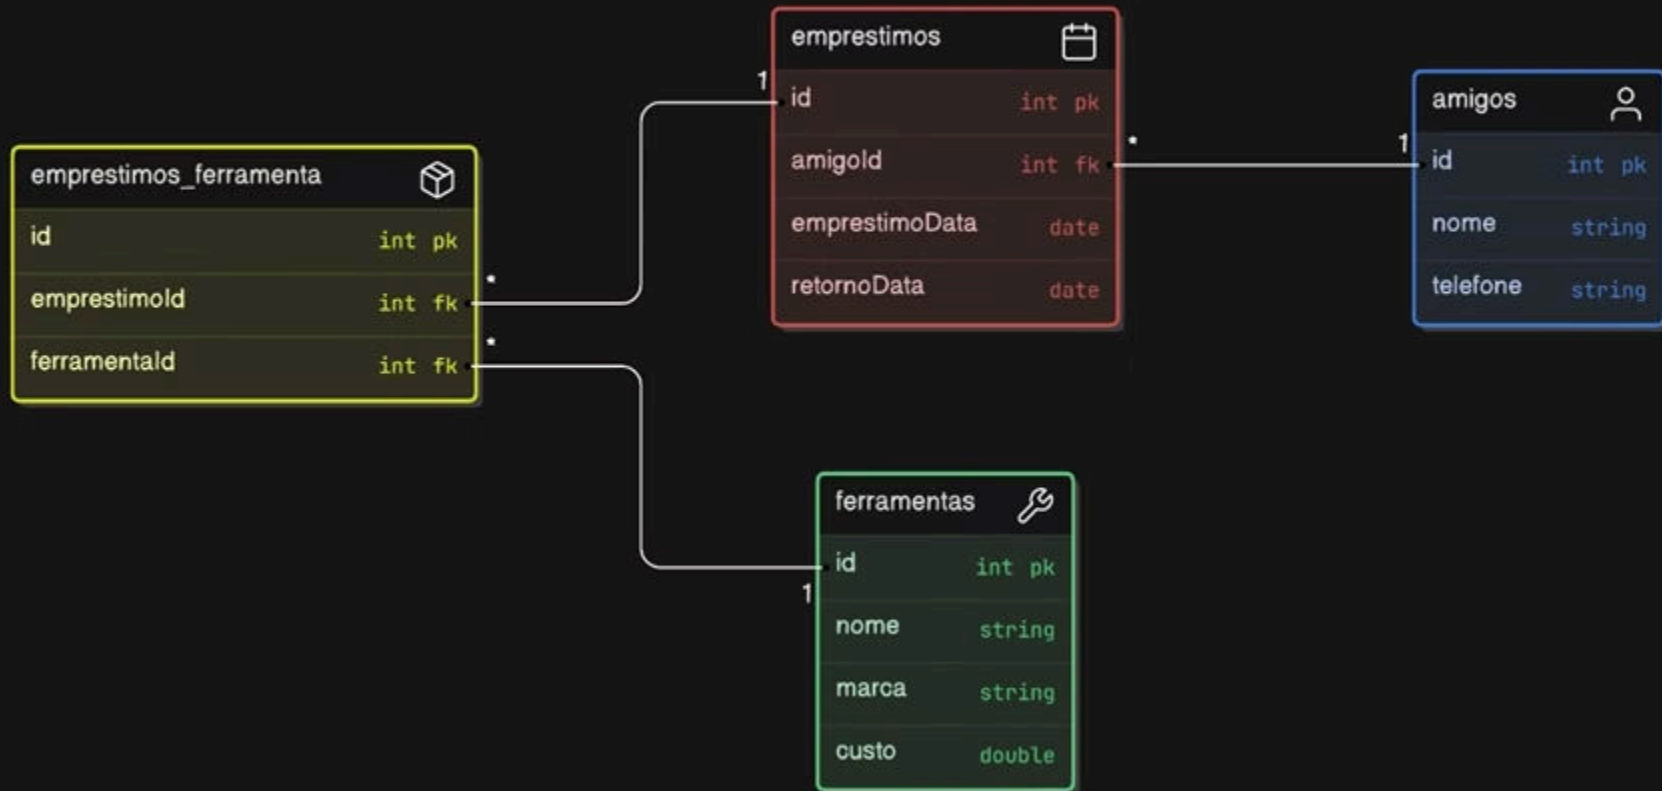 emprestimos
1
id int pk
amigoId int fk
*
emprestimoData date
retornoData date
amigos
1
id int pk
nome string
telefone string
emprestimos_ferramenta
id int pk
emprestimoId int fk
*
ferramentaId int fk
*
ferramentas
id int pk
1
nome string
marca string
custo double